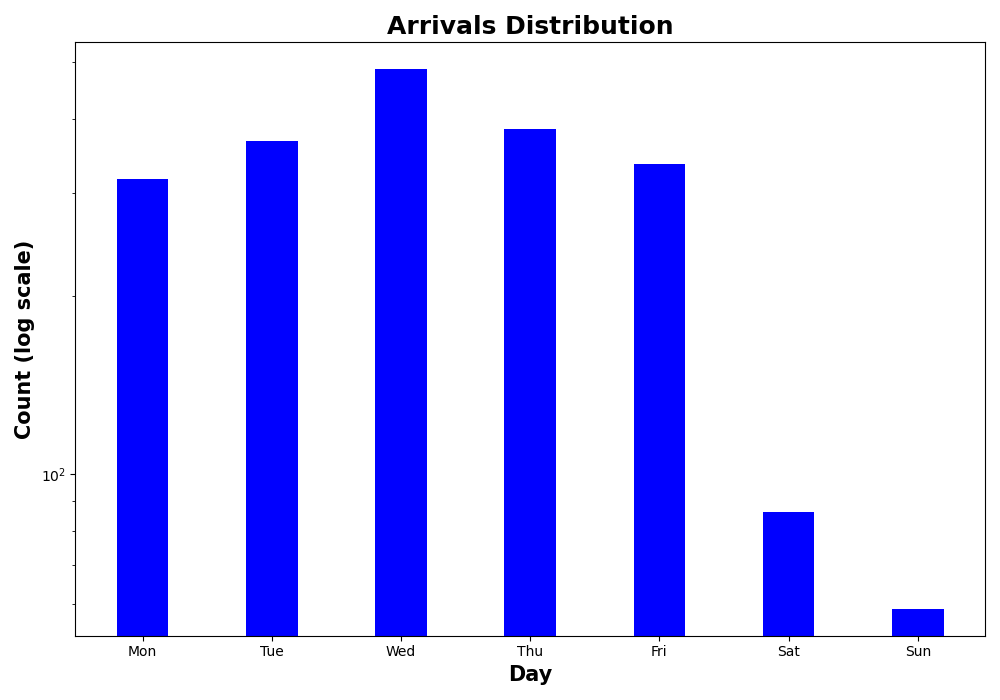 Arrivals Distribution
Count (log scale)
10²
Mon Tue Wed Thu Fri Sat Sun
Day